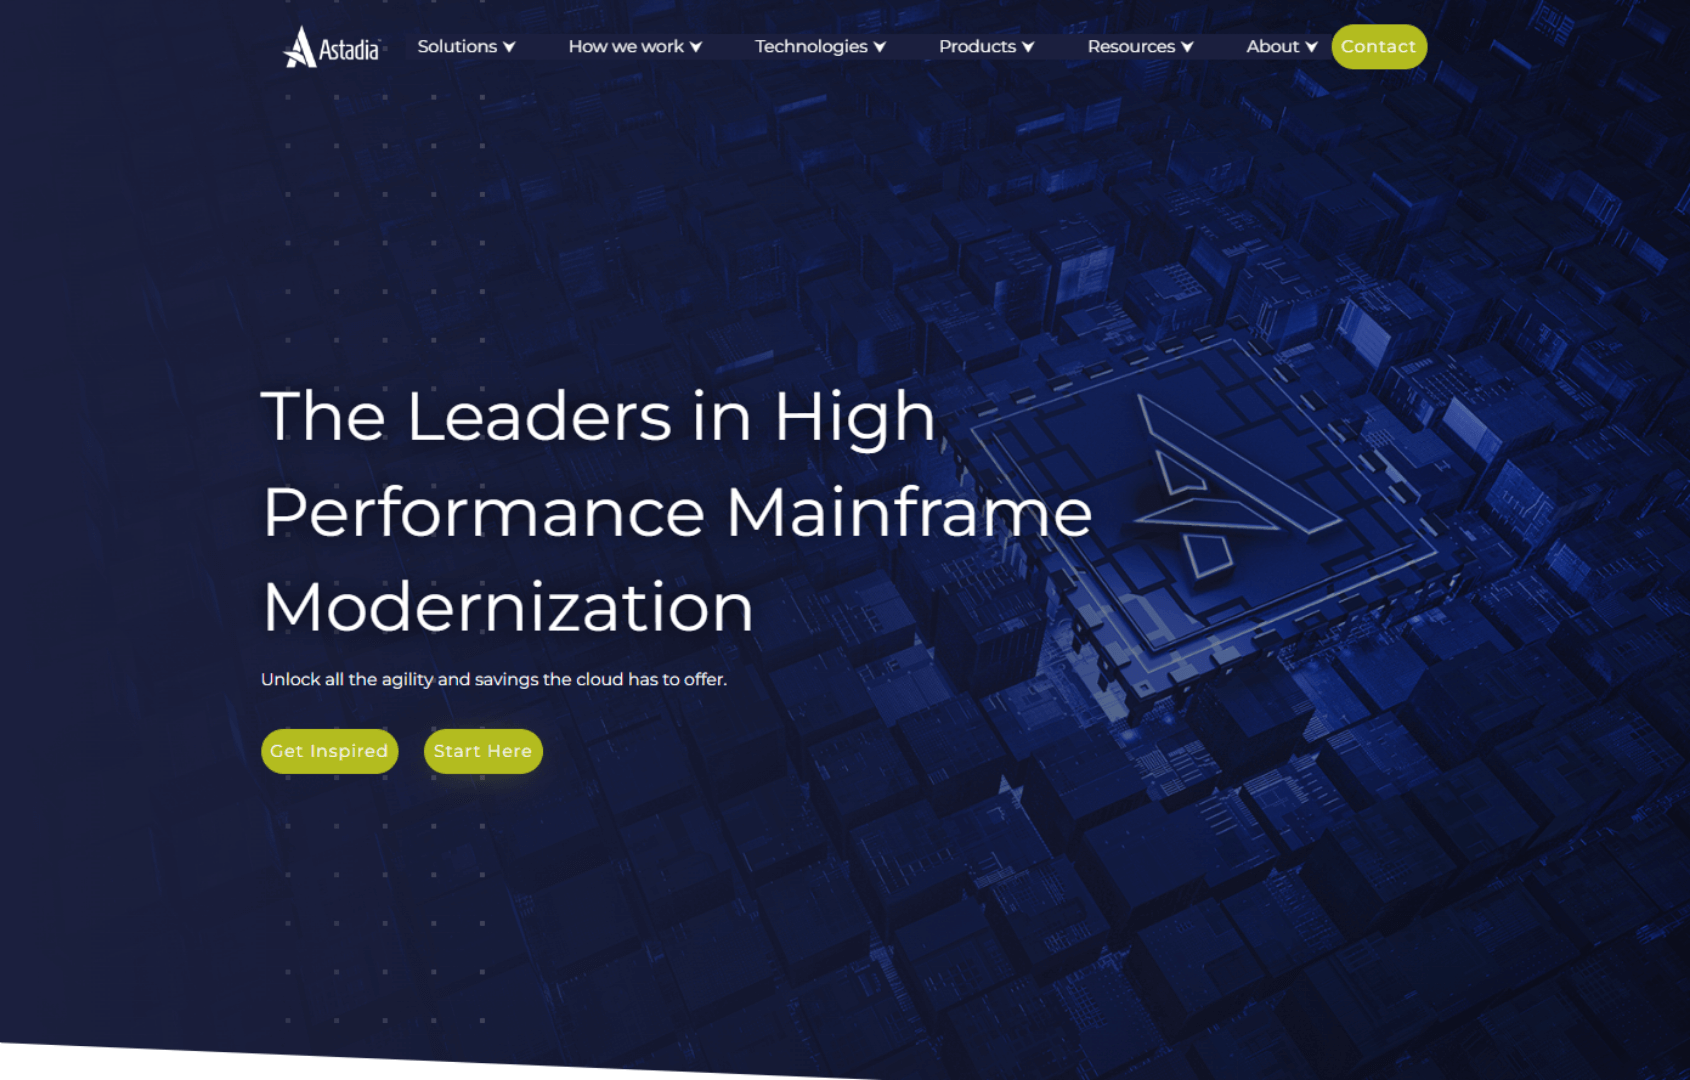 Astadia
Solutions
How we work
Technologies
Products
Resources
About
Contact
The Leaders in High
Performance Mainframe
Modernization
Unlock all the agility and savings the cloud has to offer.
Get Inspired
Start Here